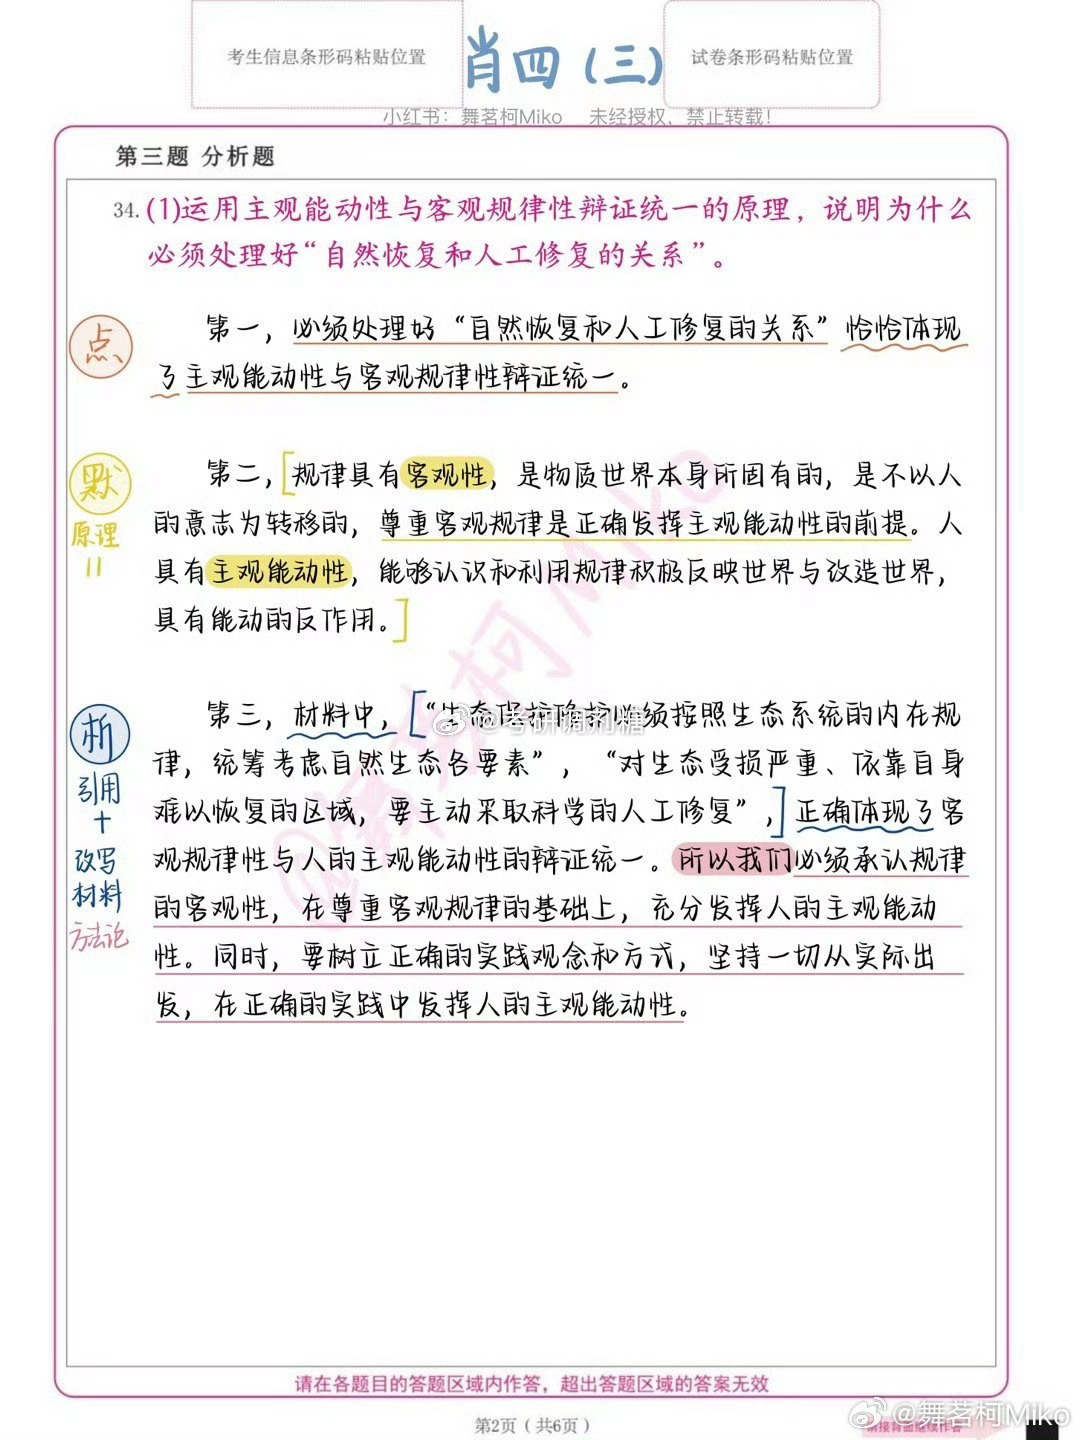 考生信息条形码粘贴位置
肖四（三）
试卷条形码粘贴位置
小红书：舞茗柯Miko 未经授权，禁止转载！
第三题 分析题
34. (1)运用主观能动性与客观规律性辩证统一的原理，说明为什么
必须处理好“自然恢复和人工修复的关系”。
点
第一，必须处理好“自然恢复和人工修复的关系”恰恰体现
了主观能动性与客观规律性辩证统一。
默
原理
第二，[规律具有客观性，是物质世界本身所固有的，是不以人
的意志为转移的，尊重客观规律是正确发挥主观能动性的前提。人
具有主观能动性，能够认识和利用规律积极反映世界与改造世界，
具有能动的反作用。]
析
引用
+
改写
材料
方法论
第三，材料中，[“生态保护修护必须按照生态系统的内在规
律，统筹考虑自然生态各要素”，“对生态受损严重、依靠自身
难以恢复的区域，要主动采取科学的人工修复”，]正确体现了客
观规律性与人的主观能动性的辩证统一。所以我们必须承认规律
的客观性，在尊重客观规律的基础上，充分发挥人的主观能动
性。同时，要树立正确的实践观念和方式，坚持一切从实际出
发，在正确的实践中发挥人的主观能动性。
@考研调剂糖
@舞茗柯Miko
请在各题目的答题区域内作答，超出答题区域的答案无效
第2页（共6页）
@舞茗柯Miko
请接背面继续作答